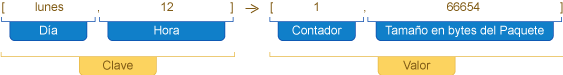 [ lunes , 12 ] → [ 1 , 66654 ]
Día Hora Contador Tamaño en bytes del Paquete
Clave Valor